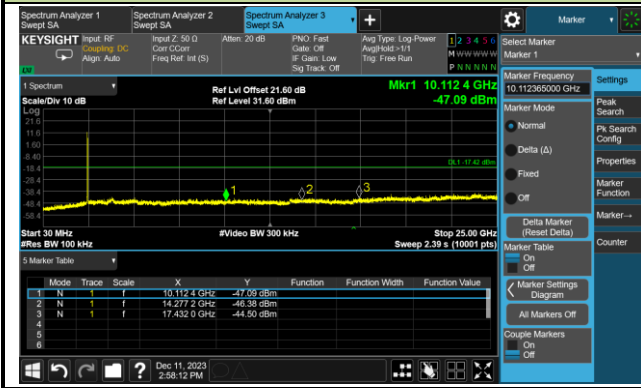 Spectrum Analyzer 1
Swept SA
Spectrum Analyzer 2
Swept SA
Spectrum Analyzer 3
Swept SA
+
Marker
KEYSIGHT
Input: RF
Coupling: DC
Align: Auto
Input Z: 50 Ω
Corr CCorr
Freq Ref: Int (S)
Atten: 20 dB
PNO: Fast
Gate: Off
IF Gain: Low
Sig Track: Off
Avg Type: Log-Power
Avg|Hold:>1/1
Trig: Free Run
1 2 3 4 5 6
M W W W W W
P N N N N N
LXI
Select Marker
Marker 1
1 Spectrum
Scale/Div 10 dB
Ref Lvl Offset 21.60 dB
Ref Level 31.60 dBm
Mkr1 10.112 4 GHz
-47.09 dBm
Log
21.6
11.6
1.60
-8.40
-18.4
-28.4
-38.4
-48.4
-58.4
DL1 -17.42 dBm
1
2
3
Start 30 MHz
#Res BW 100 kHz
#Video BW 300 kHz
Stop 25.00 GHz
Sweep 2.39 s (10001 pts)
5 Marker Table
Mode Trace Scale X Y Function Function Width Function Value
1 N 1 f 10.112 4 GHz -47.09 dBm
2 N 1 f 14.277 2 GHz -46.38 dBm
3 N 1 f 17.432 0 GHz -44.50 dBm
4
5
6
Marker Frequency
10.112365000 GHz
Marker Mode
Normal
Delta (Δ)
Fixed
Off
Delta Marker
(Reset Delta)
Marker Table
On
Off
Marker Settings
Diagram
All Markers Off
Couple Markers
On
Off
Settings
Peak
Search
Pk Search
Config
Properties
Marker
Function
Marker→
Counter
?
Dec 11, 2023
2:58:12 PM